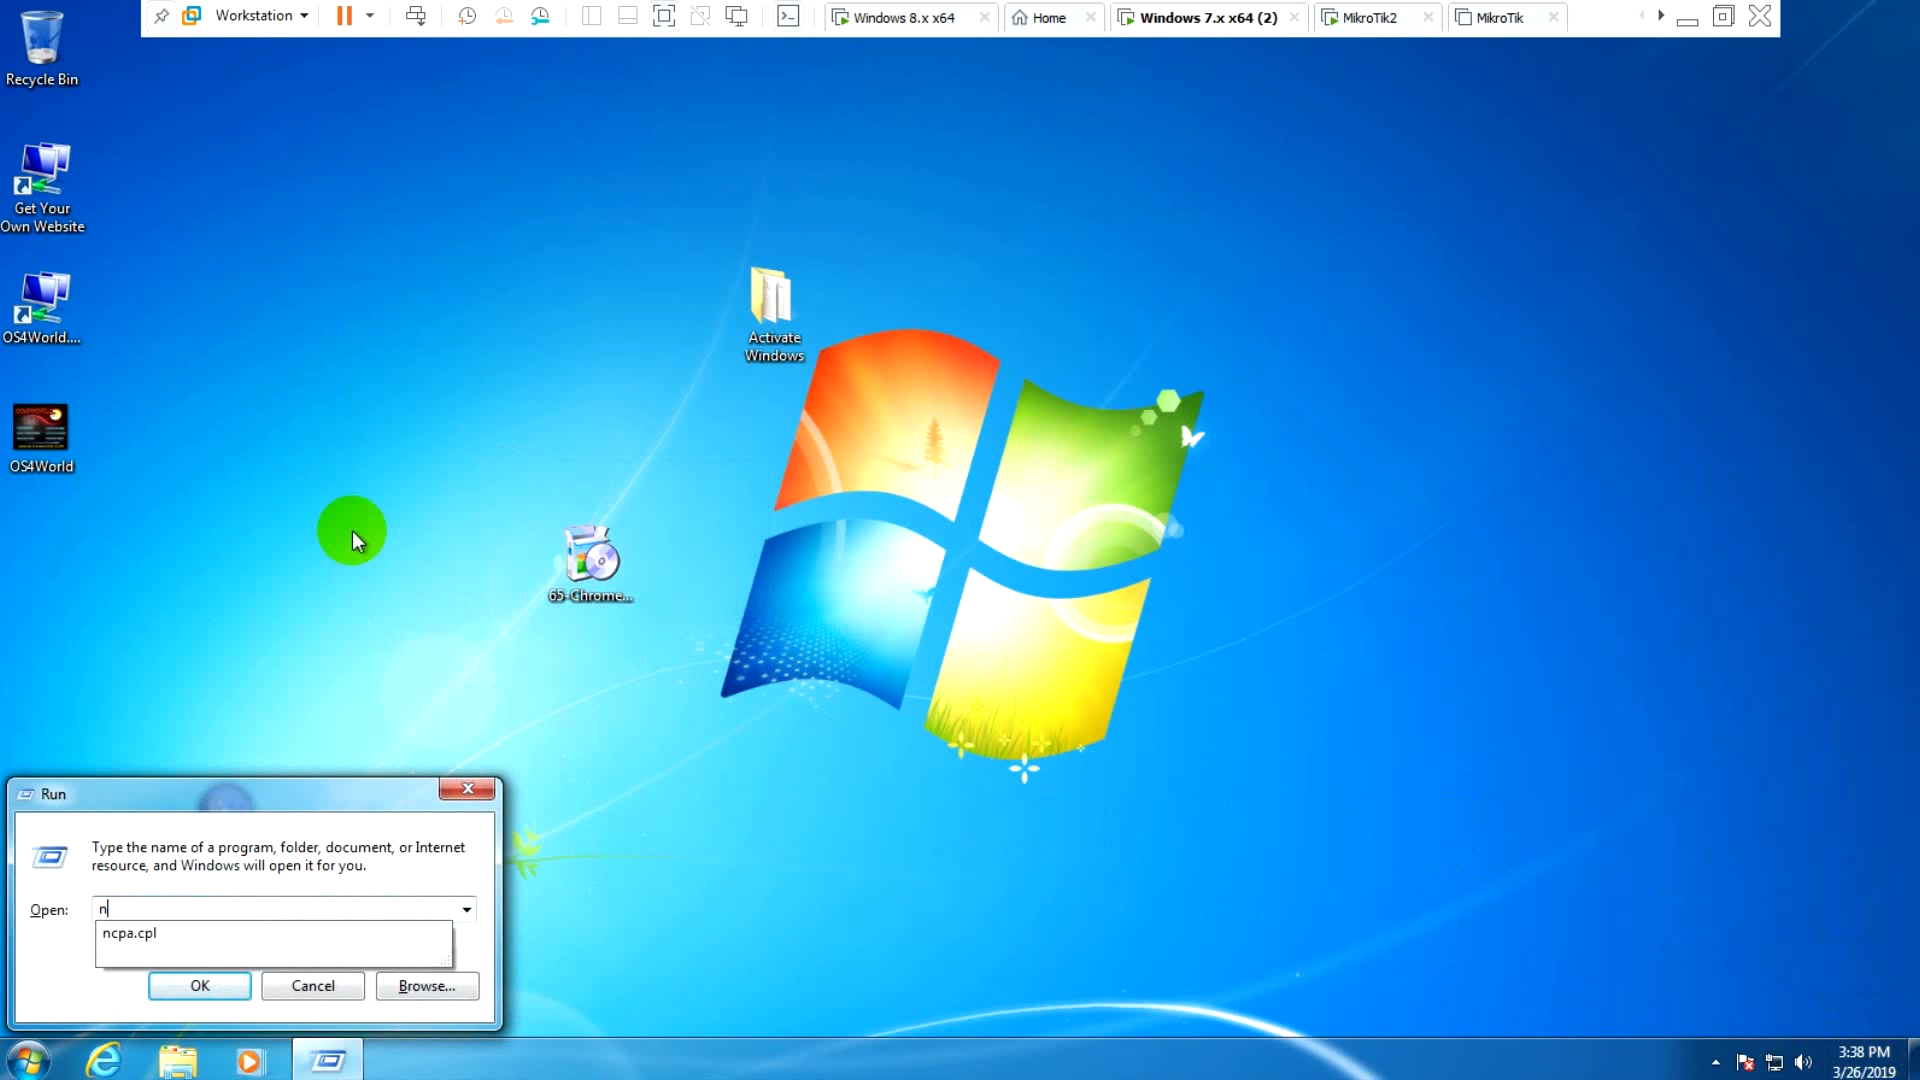 Workstation
Windows 8.x x64
Home
Windows 7.x x64 (2)
MikroTik2
MikroTik
Recycle Bin
Get Your
Own Website
OS4World....
OS4World
Activate
Windows
65-Chrome...
Run
Type the name of a program, folder, document, or Internet
resource, and Windows will open it for you.
Open:
n
ncpa.cpl
OK
Cancel
Browse...
3:38 PM
3/26/2019